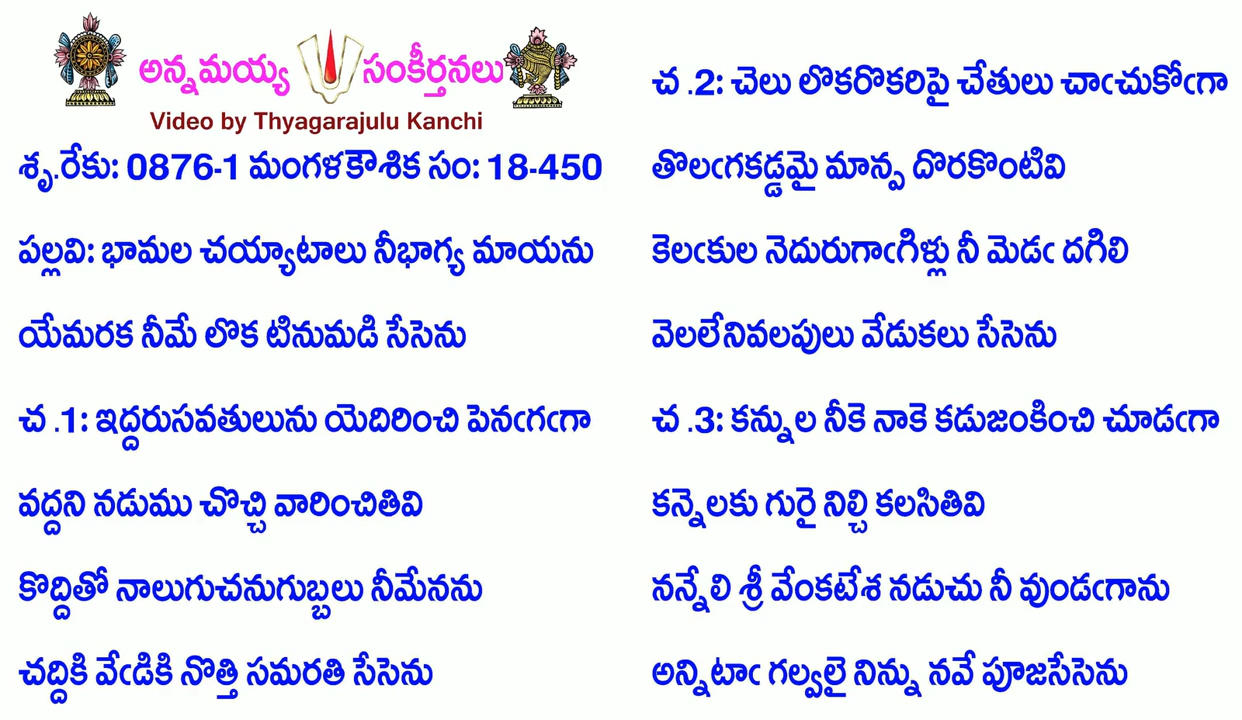 అన్నమయ్య సంకీర్తనలు
Video by Thyagarajulu Kanchi
శృ.రేకు: 0876-1 మంగళకౌశిక సం: 18-450
పల్లవి: భామల చయ్యాటాలు నీభాగ్య మాయను
యేమరక నీమే లొక టినుమడి సేసెను
చ .1: ఇద్దరుసవతులును యెదిరించి పెనఁగఁగా
వద్దని నడుము చొచ్చి వారించితివి
కొద్దితో నాలుగుచనుగుబ్బలు నీమేనను
చద్దికి వేఁడికి నొత్తి సమరతి సేసెను
చ .2: చెలు లొకరొకరిపై చేతులు చాఁచుకోఁగా
తొలఁగకడ్డమై మాన్ప దొరకొంటివి
కెలఁకుల నెదురుగాఁగిళ్లు నీ మెడఁ దగిలి
వెలలేనివలపులు వేడుకలు సేసెను
చ .3: కన్నుల నీకె నాకె కడుజంకించి చూడఁగా
కన్నెలకు గురై నిల్చి కలసితివి
నన్నేలి శ్రీ వేంకటేశ నడుచు నీ వుండఁగాను
అన్నిటాఁ గల్వలై నిన్ను నవే పూజసేసెను